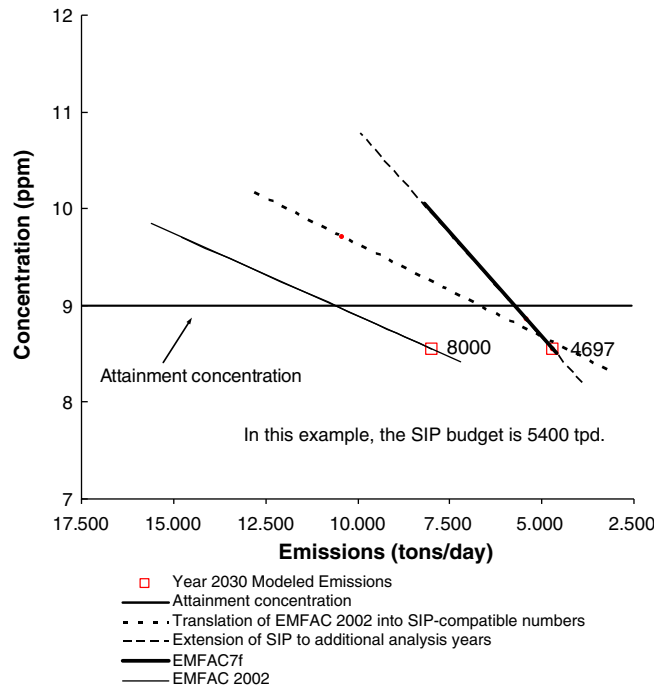 12
11
10
9
8
7
Concentration (ppm)
Attainment concentration
8000
4697
In this example, the SIP budget is 5400 tpd.
17.500
15.000
12.500
10.000
7.500
5.000
2.500
Emissions (tons/day)
Year 2030 Modeled Emissions
Attainment concentration
Translation of EMFAC 2002 into SIP-compatible numbers
Extension of SIP to additional analysis years
EMFAC7f
EMFAC 2002